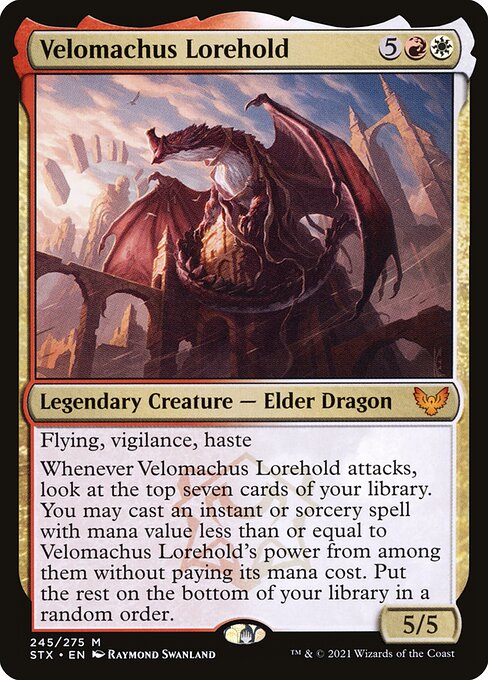 Velomachus Lorehold 5
Legendary Creature — Elder Dragon
Flying, vigilance, haste
Whenever Velomachus Lorehold attacks,
look at the top seven cards of your library.
You may cast an instant or sorcery spell
with mana value less than or equal to
Velomachus Lorehold's power from among
them without paying its mana cost. Put
the rest on the bottom of your library in a
random order.
5/5
245/275 M
STX • EN Raymond Swanland
™ & © 2021 Wizards of the Coast